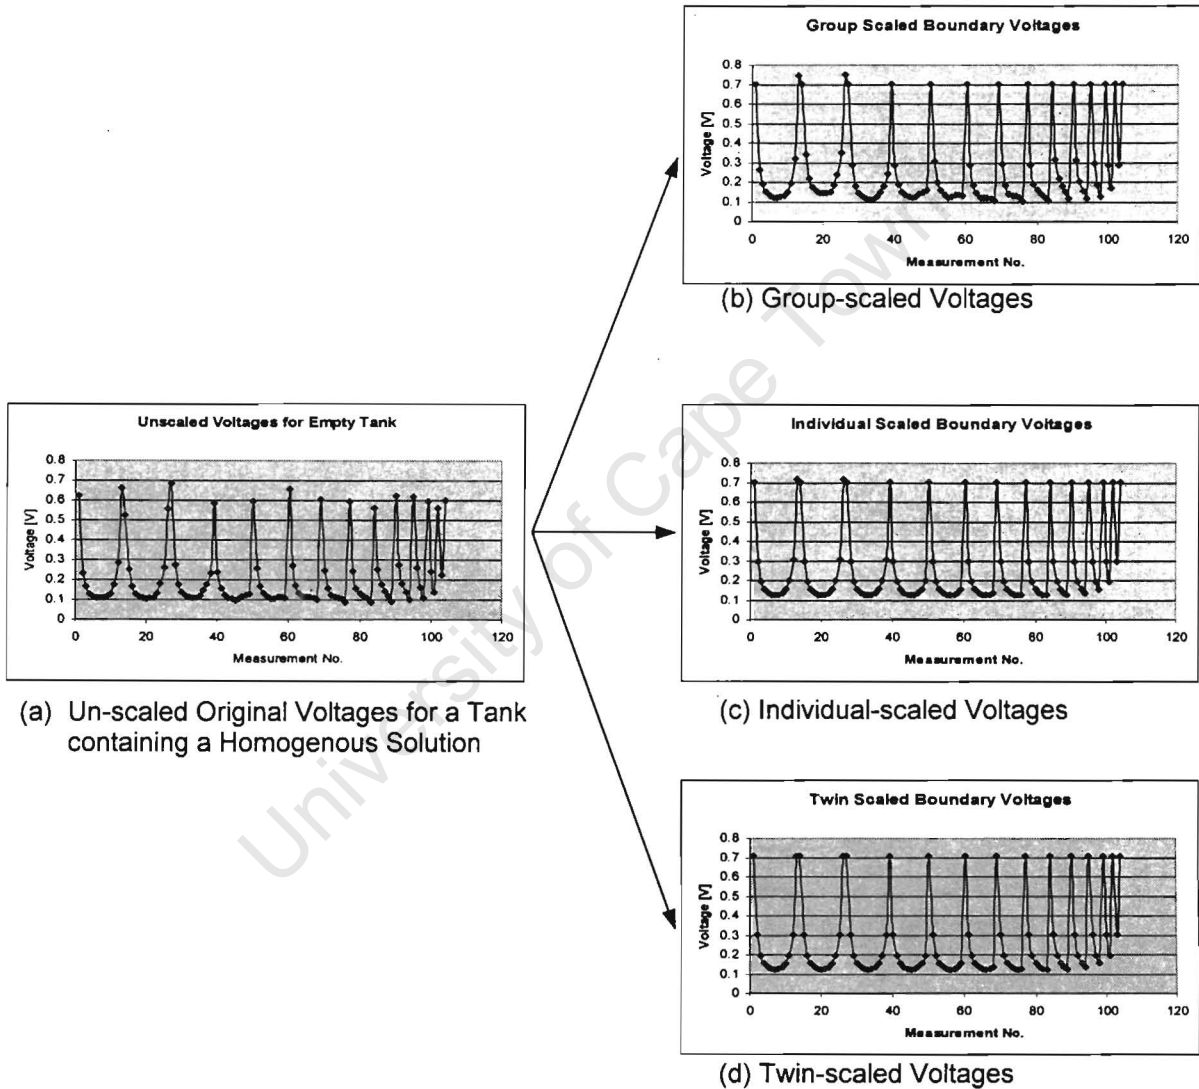 Group Scaled Boundary Voltages
0.8
0.7
0.6
0.5
0.4
0.3
0.2
0.1
0
Voltage [V]
0 20 40 60 80 100 120
Measurement No.
(b) Group-scaled Voltages
Unscaled Voltages for Empty Tank
0.8
0.7
0.6
0.5
0.4
0.3
0.2
0.1
0
Voltage [V]
0 20 40 60 80 100 120
Measurement No.
(a) Un-scaled Original Voltages for a Tank
containing a Homogenous Solution
Individual Scaled Boundary Voltages
0.8
0.7
0.6
0.5
0.4
0.3
0.2
0.1
0
Voltage [V]
0 20 40 60 80 100 120
Measurement No.
(c) Individual-scaled Voltages
Twin Scaled Boundary Voltages
0.8
0.7
0.6
0.5
0.4
0.3
0.2
0.1
0
Voltage [V]
0 20 40 60 80 100 120
Measurement No.
(d) Twin-scaled Voltages
University of Cape Town